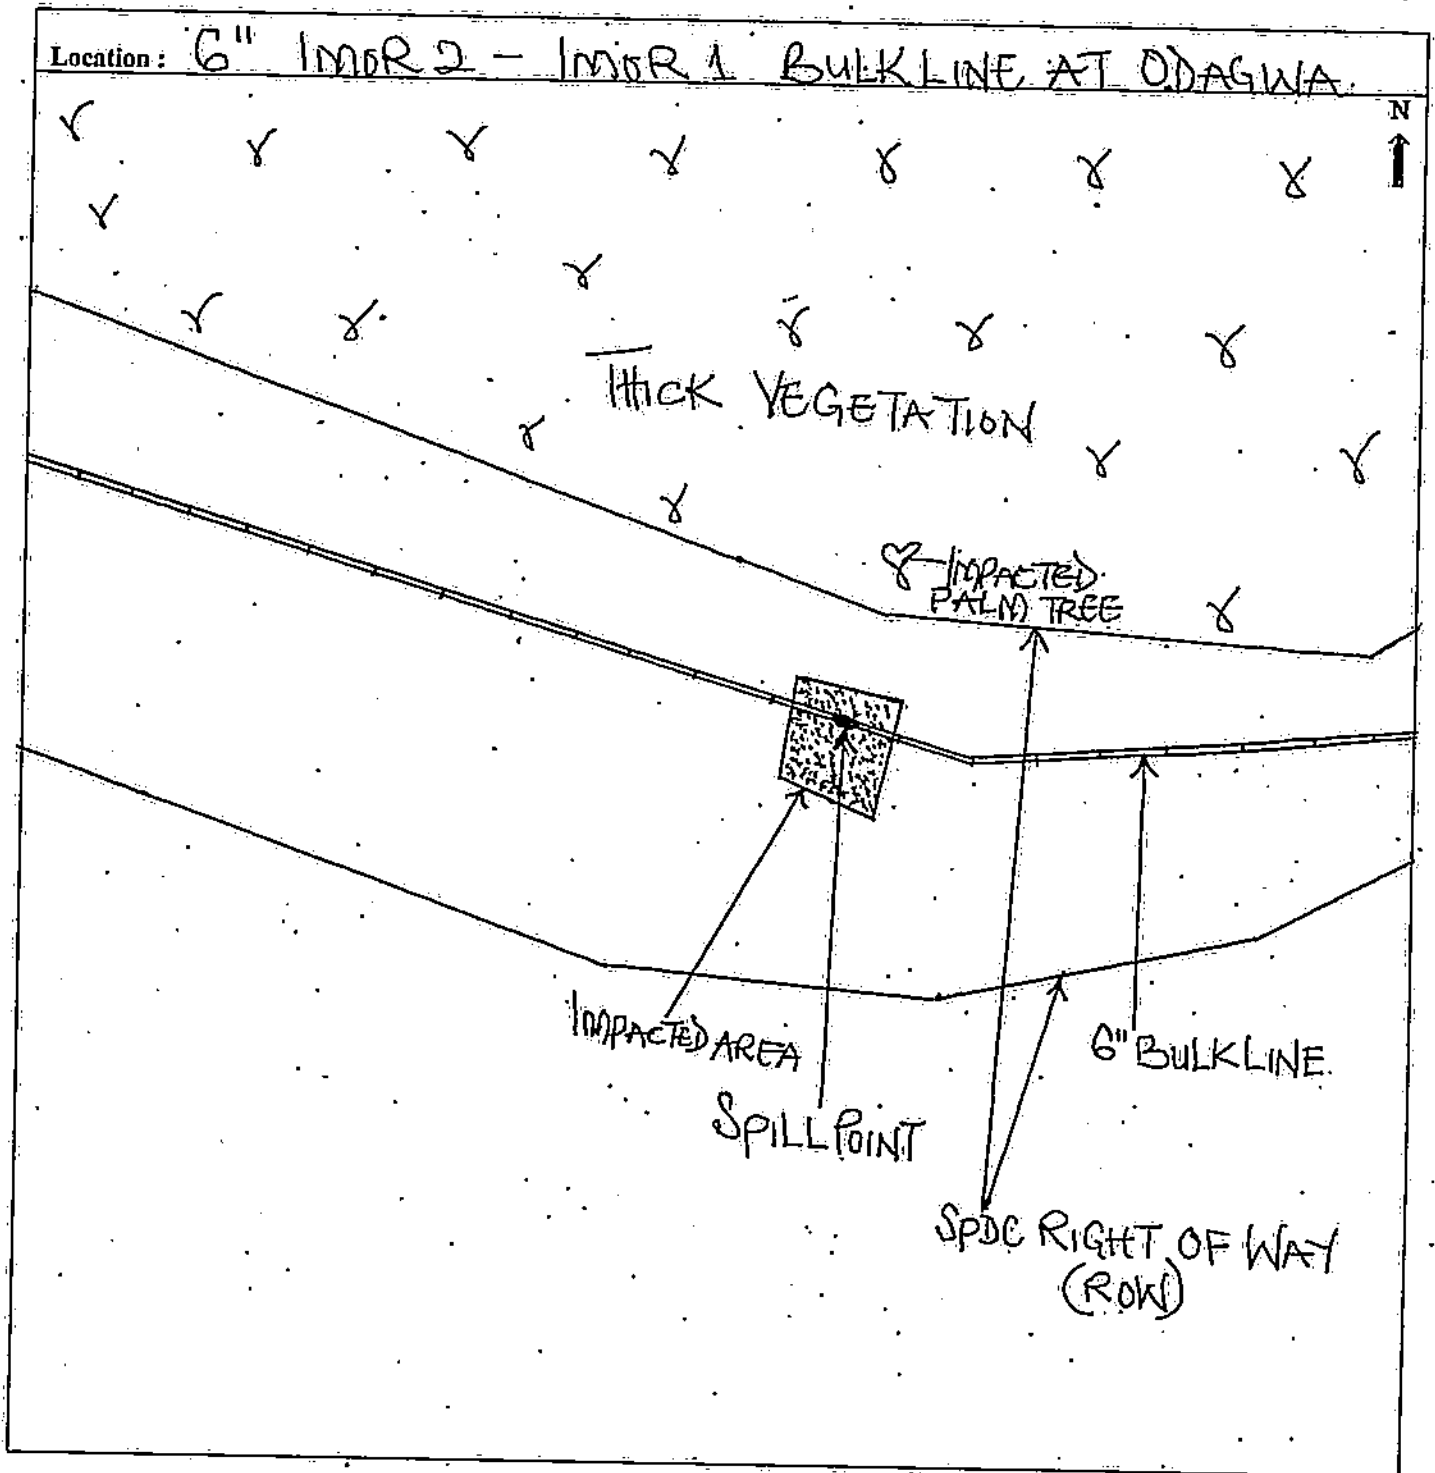 Location : 6" IMOR 2 - IMOR 1 BULKLINE AT ODAGWA.
N
THICK VEGETATION
IMPACTED
PALM TREE
IMPACTED AREA
6" BULKLINE.
SPILL POINT
SPDC RIGHT OF WAY
(ROW)